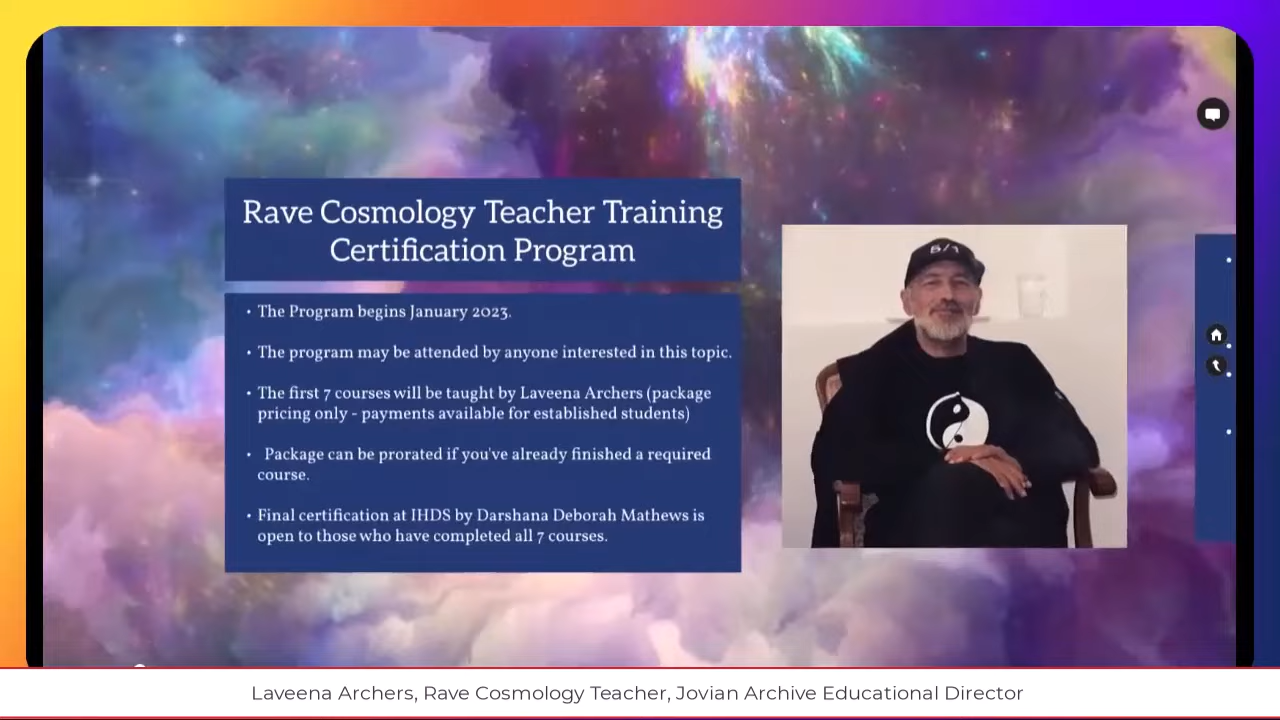 Rave Cosmology Teacher Training
Certification Program
• The Program begins January 2023.
• The program may be attended by anyone interested in this topic.
• The first 7 courses will be taught by Laveena Archers (package
pricing only - payments available for established students)
• Package can be prorated if you've already finished a required
course.
• Final certification at IHDS by Darshana Deborah Mathews is
open to those who have completed all 7 courses.
5/1
Laveena Archers, Rave Cosmology Teacher, Jovian Archive Educational Director